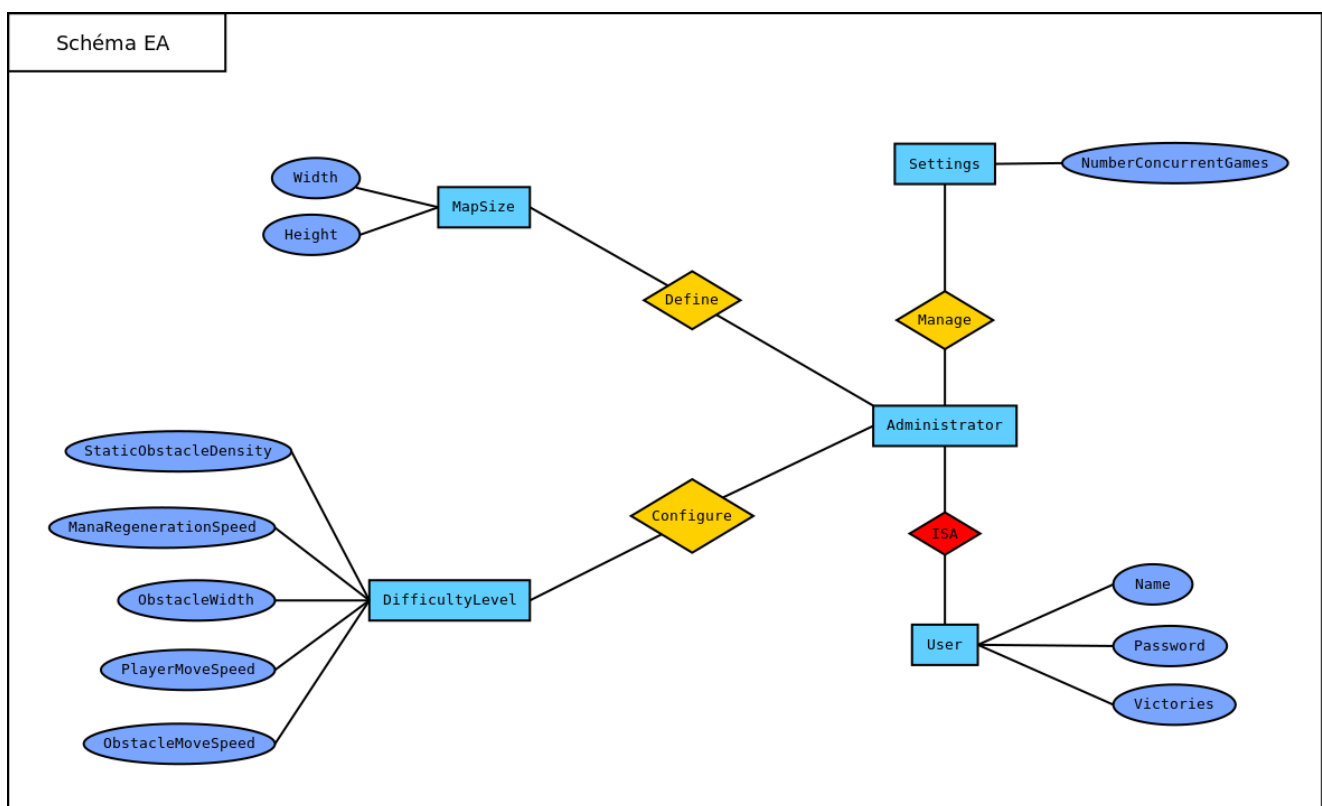 Schéma EA
Settings
NumberConcurrentGames
Width
MapSize
Height
Define
Manage
Administrator
StaticObstacleDensity
Configure
ManaRegenerationSpeed
ISA
ObstacleWidth
DifficultyLevel
Name
User
Password
PlayerMoveSpeed
Victories
ObstacleMoveSpeed